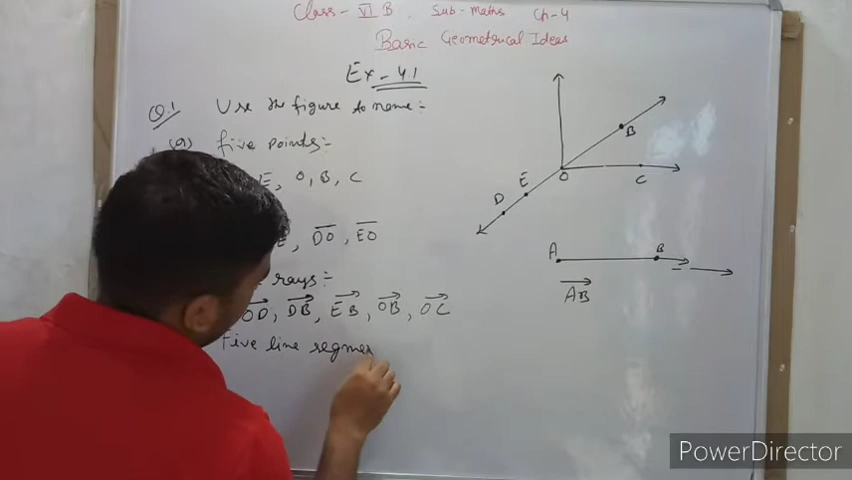 Class - VI B, Sub - Maths Ch-4
Basic Geometrical Ideas
Ex - 4.1
Q.1 Use the figure to name :-
(a) five points :-
E, O, B, C
E, DO, EO
rays :-
OD, DB, EB, OB, OC
Five line segmen
B
O
C
E
D
A
B
AB
PowerDirector